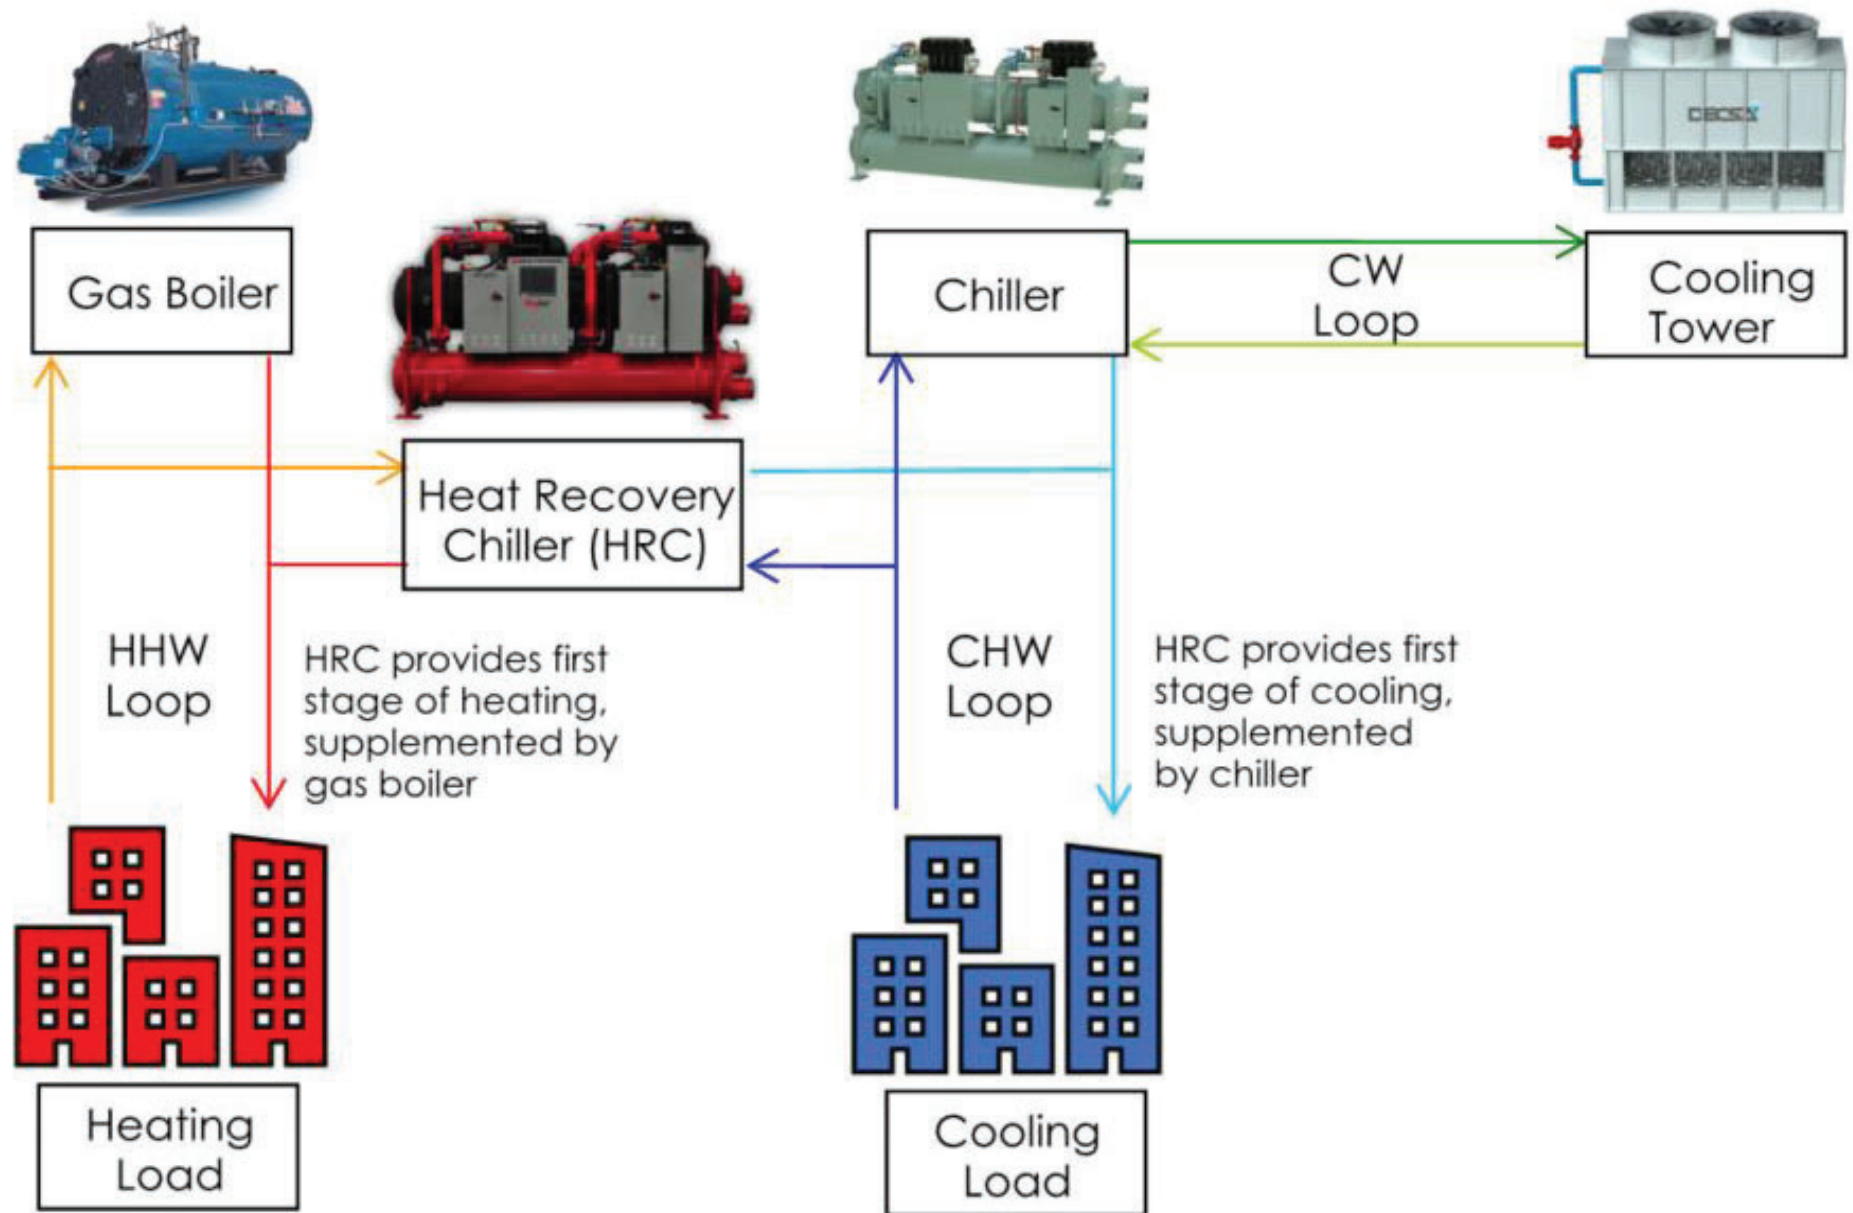 Gas Boiler
Chiller
CW
Loop
Cooling
Tower
Heat Recovery
Chiller (HRC)
HHW
Loop
HRC provides first
stage of heating,
supplemented by
gas boiler
CHW
Loop
HRC provides first
stage of cooling,
supplemented
by chiller
Heating
Load
Cooling
Load